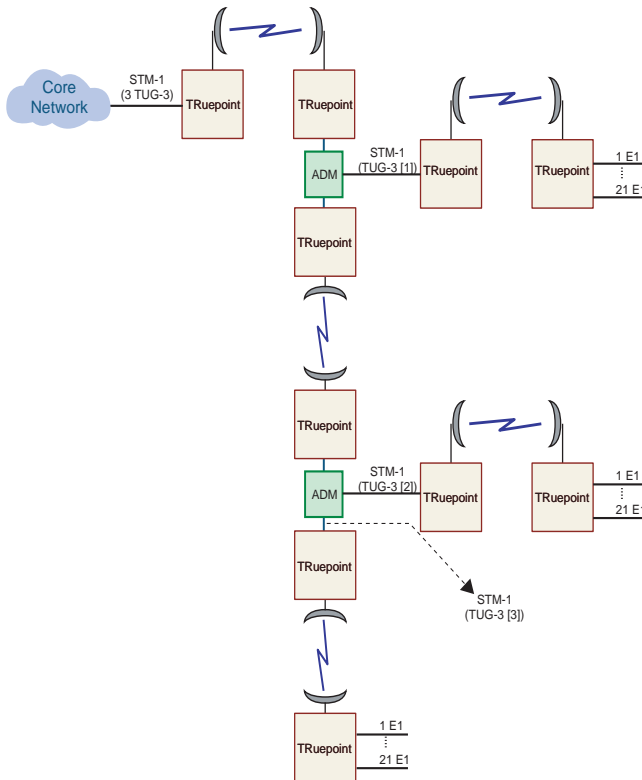 Core
Network
STM-1
(3 TUG-3)
TRuepoint
TRuepoint
ADM
STM-1
(TUG-3 [1])
TRuepoint
TRuepoint
1 E1
21 E1
TRuepoint
TRuepoint
ADM
STM-1
(TUG-3 [2])
TRuepoint
TRuepoint
1 E1
21 E1
TRuepoint
STM-1
(TUG-3 [3])
TRuepoint
1 E1
21 E1